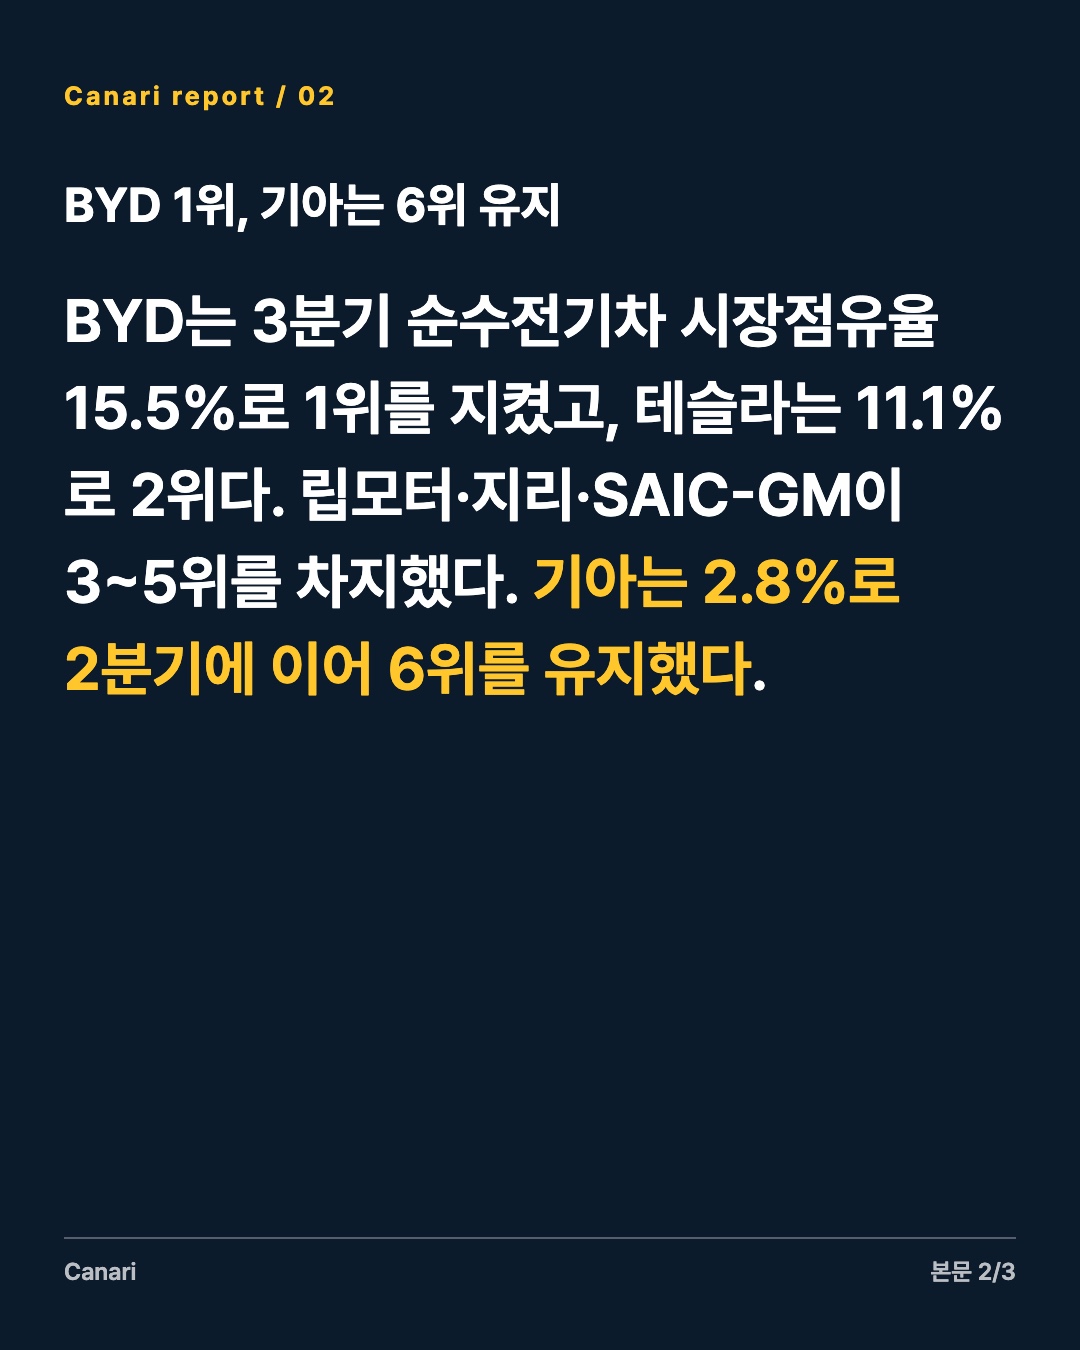 Canari report / 02
BYD 1위, 기아는 6위 유지
BYD는 3분기 순수전기차 시장점유율
15.5%로 1위를 지켰고, 테슬라는 11.1%
로 2위다. 립모터·지리·SAIC-GM이
3~5위를 차지했다. 기아는 2.8%로
2분기에 이어 6위를 유지했다.
Canari
본문 2/3